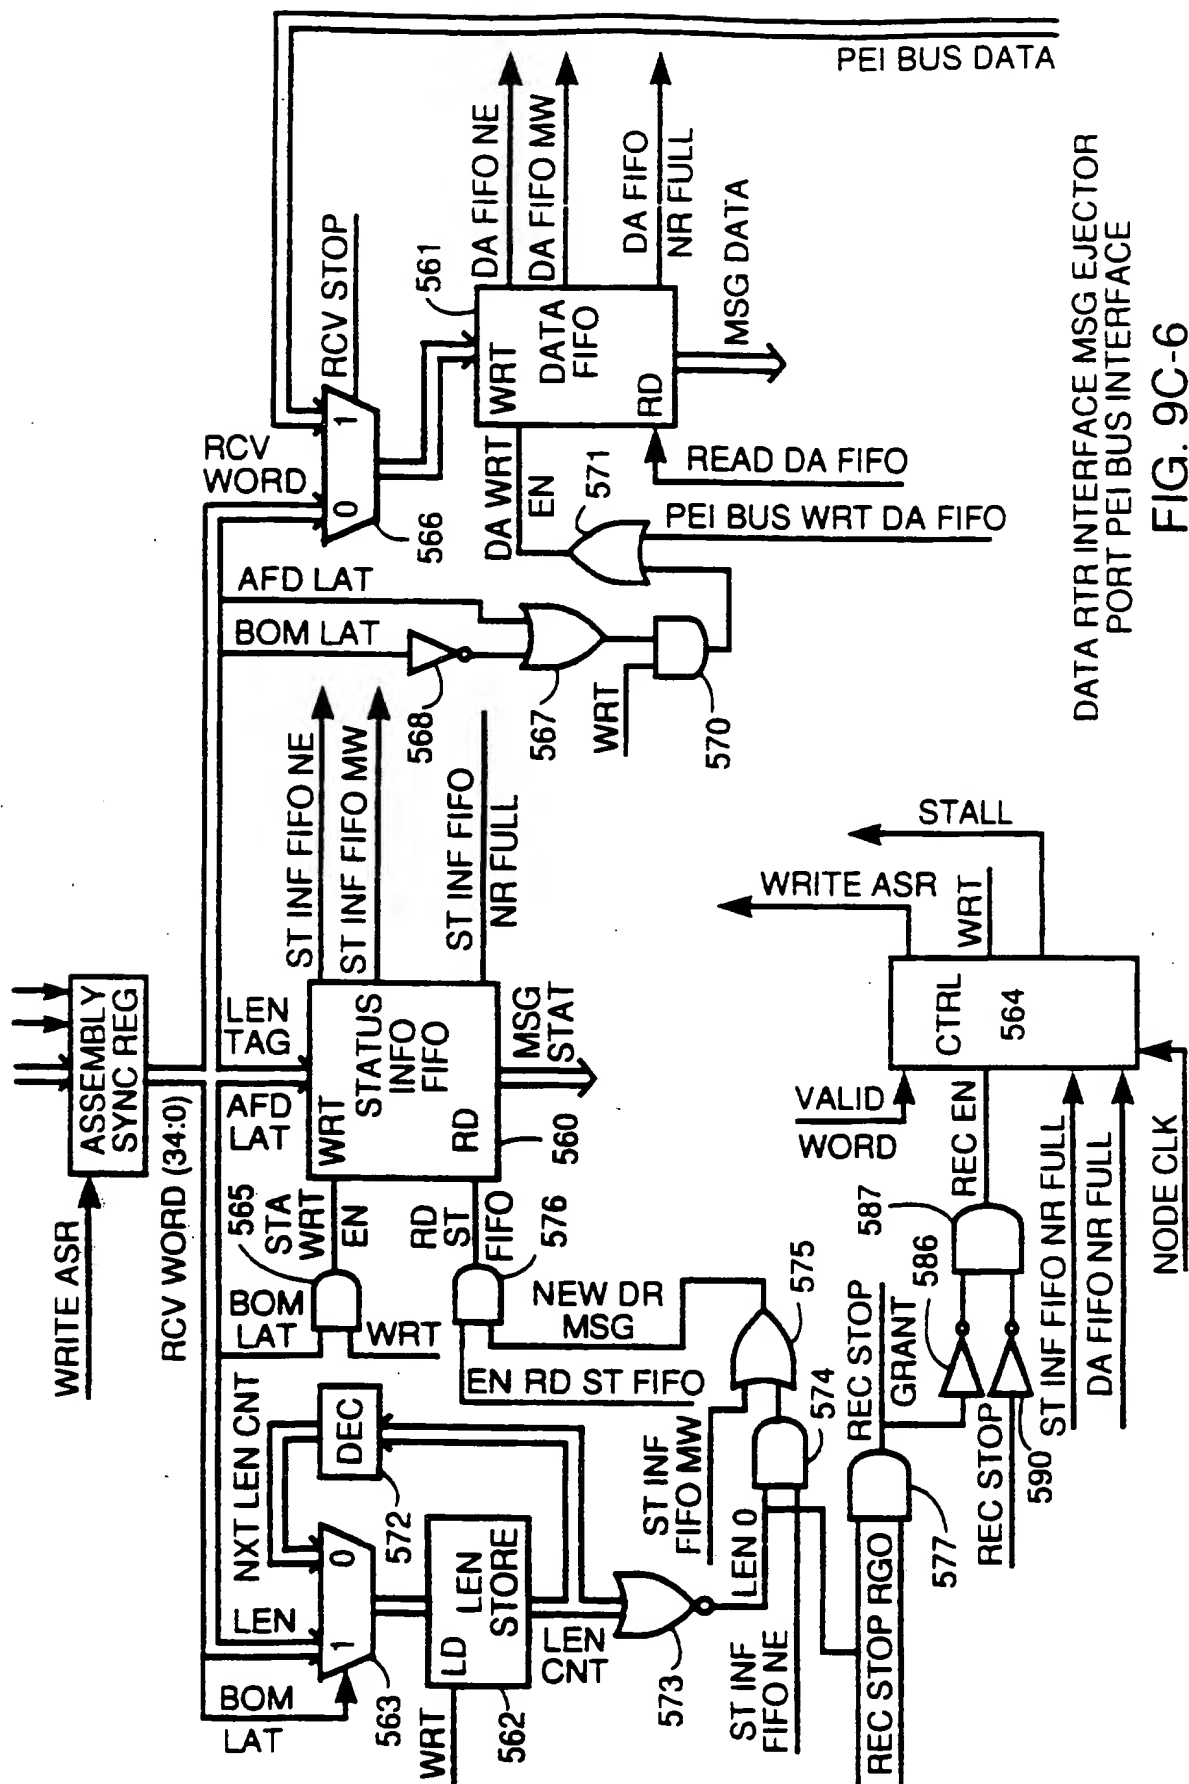 WRITE ASR
ASSEMBLY
SYNC REG
RCV WORD (34:0)
BOM
LAT
LEN
NXT LEN CNT
1
0
563
DEC
572
WRT
LD
LEN
STORE
562
LEN
CNT
573
BOM
LAT
WRT
565
STA
WRT
EN
RD
ST
FIFO
576
EN RD ST FIFO
NEW DR
MSG
575
574
ST INF
FIFO MW
LEN 0
ST INF
FIFO NE
AFD
LAT
LEN
TAG
WRT
STATUS
INFO
FIFO
RD
560
MSG
STAT
ST INF FIFO NE
ST INF FIFO MW
ST INF FIFO
NR FULL
AFD LAT
BOM LAT
568
567
WRT
570
571
RCV
WORD
0
1
566
RCV STOP
PEI BUS DATA
DA WRT
EN
WRT
DATA
FIFO
RD
561
DA FIFO NE
DA FIFO MW
DA FIFO
NR FULL
MSG DATA
READ DA FIFO
PEI BUS WRT DA FIFO
REC STOP RGO
577
REC STOP
GRANT
REC STOP
586
590
587
REC EN
VALID
WORD
CTRL
564
ST INF FIFO NR FULL
DA FIFO NR FULL
NODE CLK
WRITE ASR
WRT
STALL
DATA RTR INTERFACE MSG EJECTOR
PORT PEI BUS INTERFACE
FIG. 9C-6